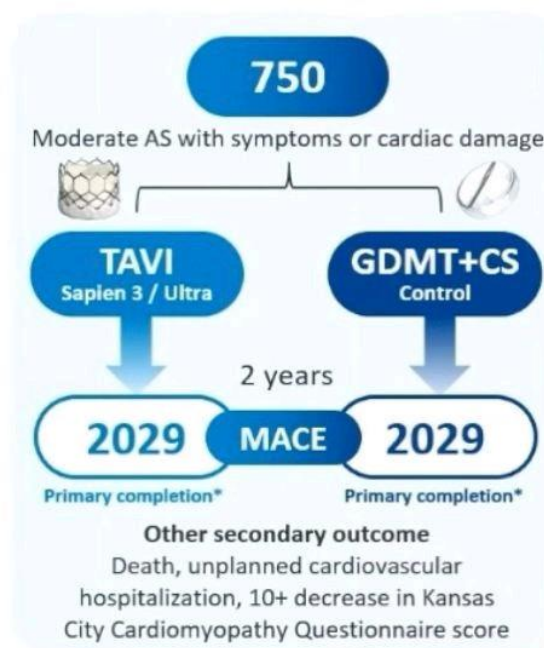 750
Moderate AS with symptoms or cardiac damage
TAVI
Sapien 3 / Ultra
GDMT+CS
Control
2 years
2029
MACE
2029
Primary completion*
Primary completion*
Other secondary outcome
Death, unplanned cardiovascular
hospitalization, 10+ decrease in Kansas
City Cardiomyopathy Questionnaire score